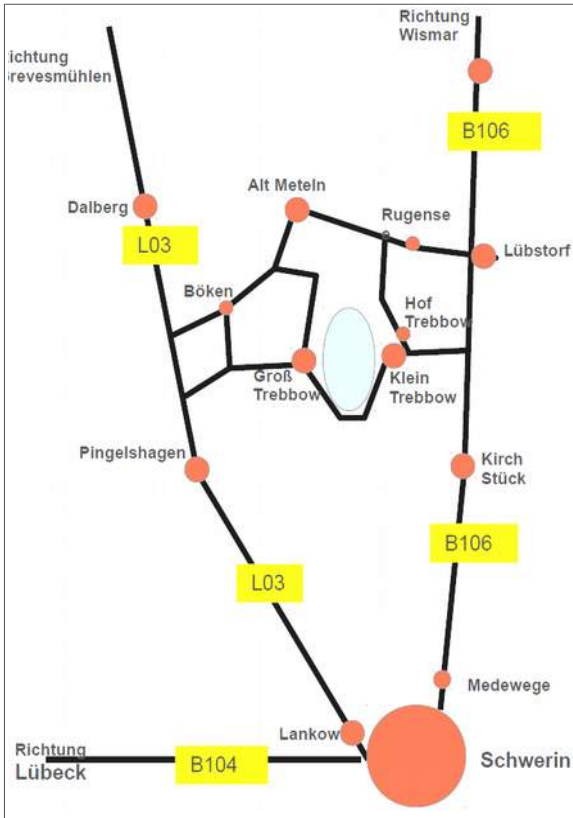 Richtung
Wismar
ichtung
revesmühlen
B106
Alt Meteln
Dalberg
Rugense
L03
Lübstorf
Böken
Hof
Trebbow
Groß
Trebbow
Klein
Trebbow
Pingelshagen
Kirch
Stück
B106
L03
Medewege
Lankow
Richtung
Lübeck
B104
Schwerin